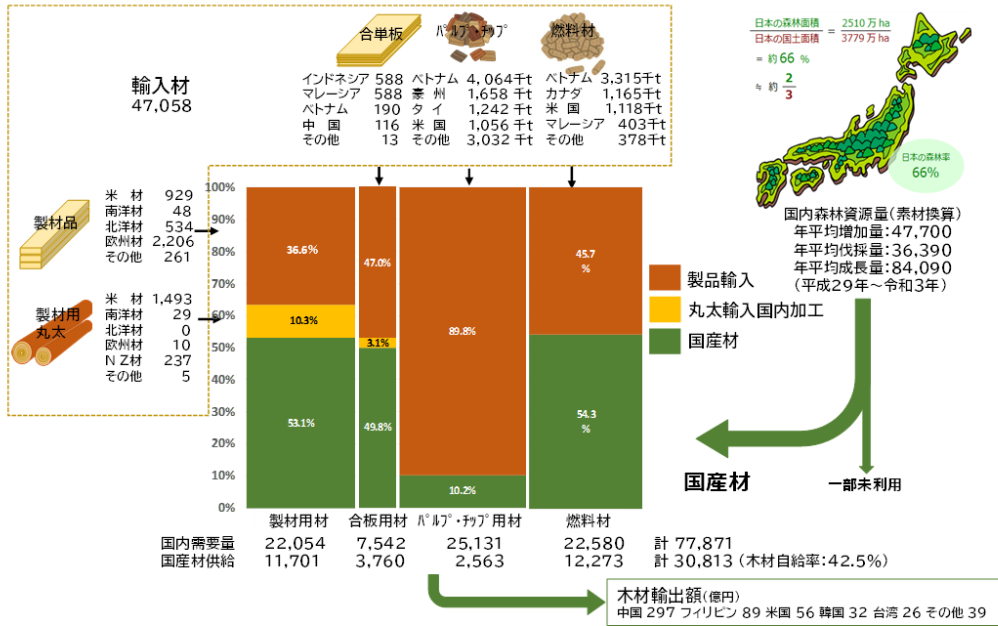 輸入材
47,058
合単板
インドネシア 588
マレーシア 588
ベトナム 190
中 国 116
その他 13
パルプ・チップ
ベトナム 4,064千t
豪 州 1,658 千t
タ イ 1,242 千t
米 国 1,056 千t
その他 3,032 千t
燃料材
ベトナム 3,315千t
カナダ 1,165千t
米 国 1,118千t
マレーシア 403千t
その他 378千t
日本の森林面積 = 2510 万 ha
日本の国土面積 3779 万 ha
= 約 66 %
≒ 約 2
3
日本の森林率
66%
製材品
米 材 929
南洋材 48
北洋材 534
欧州材 2,206
その他 261
製材用
丸太
米 材 1,493
南洋材 29
北洋材 0
欧州材 10
N Z材 237
その他 5
100%
90%
80%
70%
60%
50%
40%
30%
20%
10%
0%
36.6%
10.3%
53.1%
47.0%
3.1%
49.8%
89.8%
10.2%
45.7
%
54.3
%
製品輸入
丸太輸入国内加工
国産材
国内森林資源量(素材換算)
年平均増加量:47,700
年平均伐採量:36,390
年平均成長量:84,090
(平成29年~令和3年)
国産材
一部未利用
製材用材 合板用材 パルプ・チップ用材 燃料材
国内需要量 22,054 7,542 25,131 22,580 計 77,871
国産材供給 11,701 3,760 2,563 12,273 計 30,813 (木材自給率:42.5%)
木材輸出額(億円)
中国 297 フィリピン 89 米国 56 韓国 32 台湾 26 その他 39